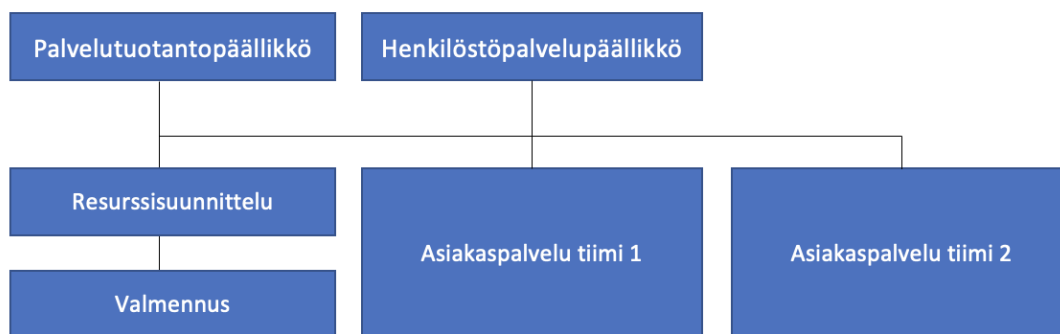 Palvelutuotantopäällikkö
Henkilöstöpalvelupäällikkö
Resurssisuunnittelu
Asiakaspalvelu tiimi 1
Asiakaspalvelu tiimi 2
Valmennus